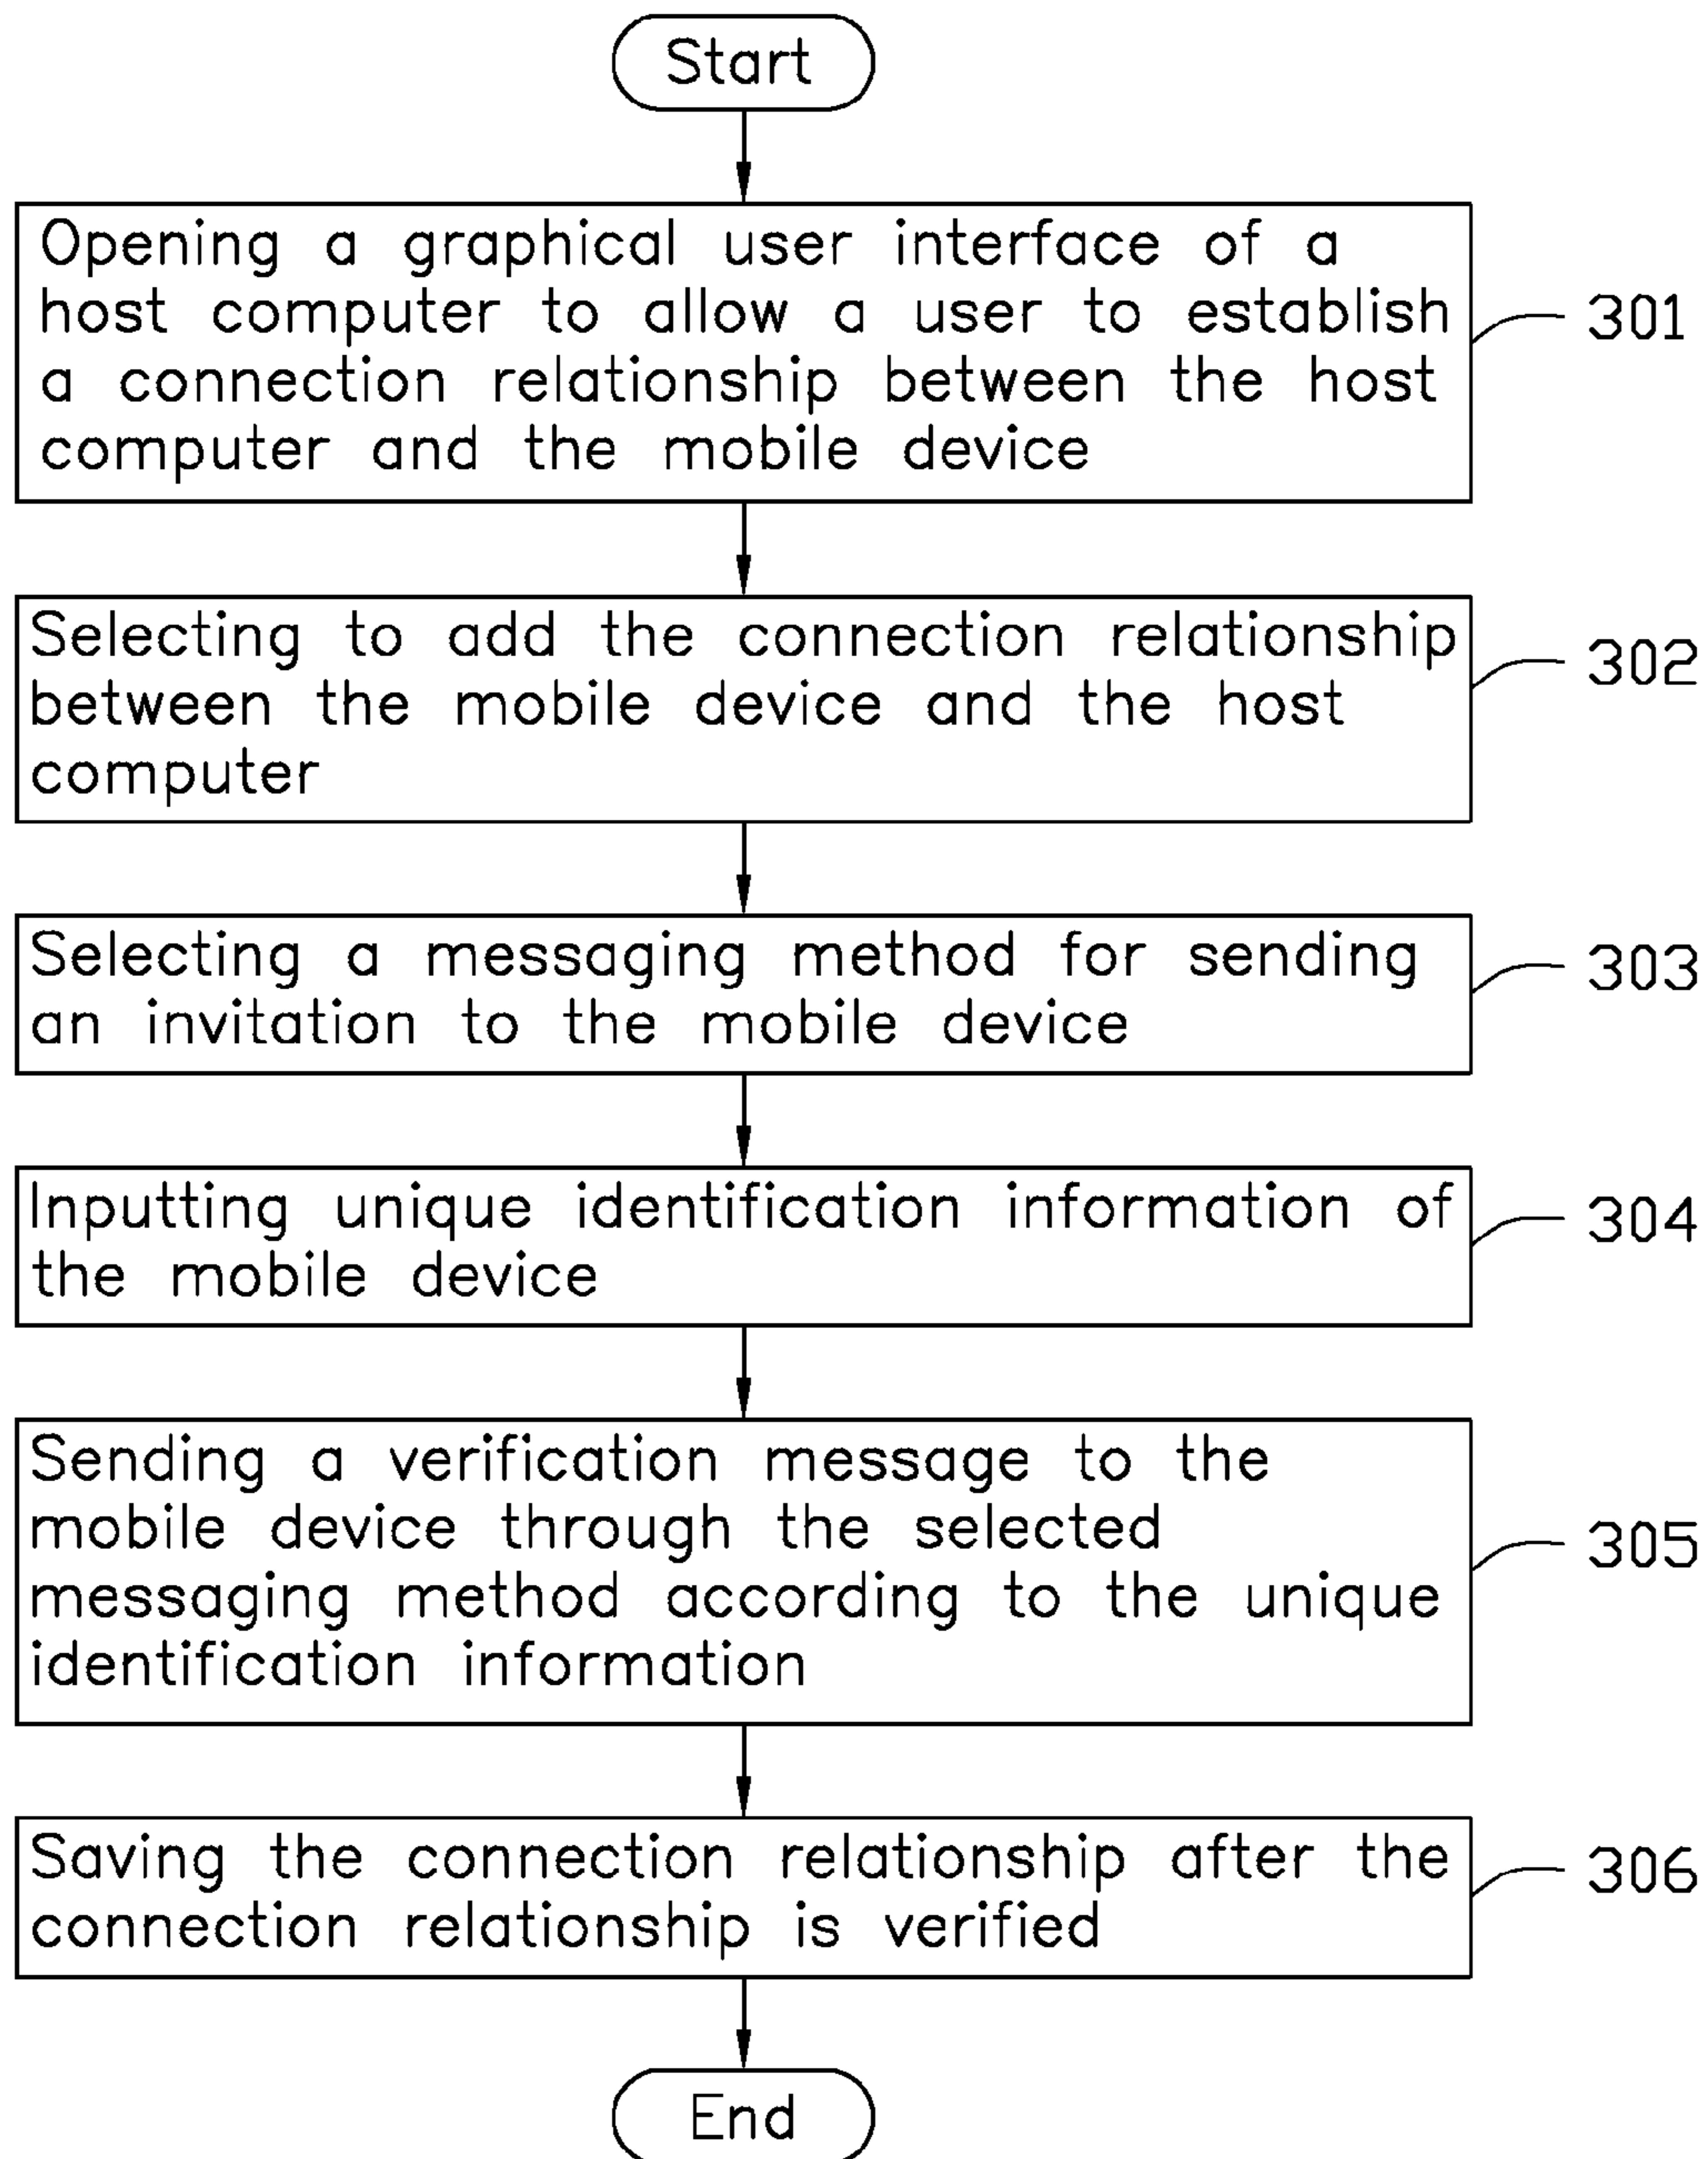 Start
Opening a graphical user interface of a
host computer to allow a user to establish
a connection relationship between the host
computer and the mobile device
301
Selecting to add the connection relationship
between the mobile device and the host
computer
302
Selecting a messaging method for sending
an invitation to the mobile device
303
Inputting unique identification information of
the mobile device
304
Sending a verification message to the
mobile device through the selected
messaging method according to the unique
identification information
305
Saving the connection relationship after the
connection relationship is verified
306
End